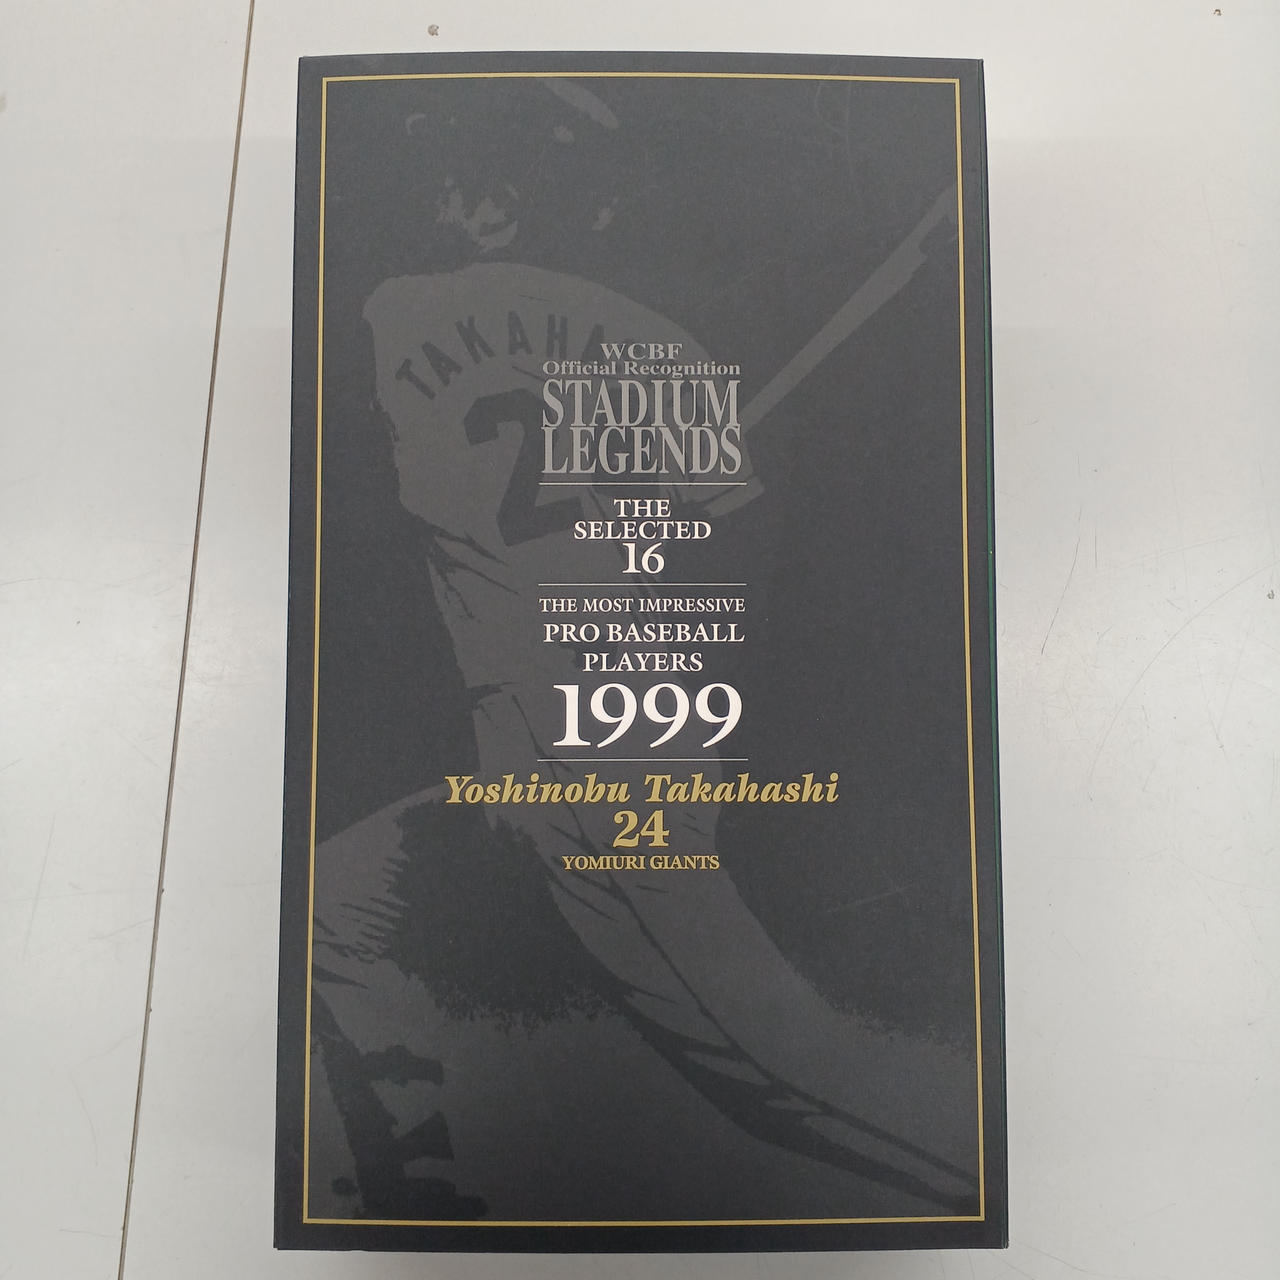 TAKAHA
2
WCBF
Official Recognition
STADIUM
LEGENDS
THE
SELECTED
16
THE MOST IMPRESSIVE
PRO BASEBALL
PLAYERS
1999
Yoshinobu Takahashi
24
YOMIURI GIANTS